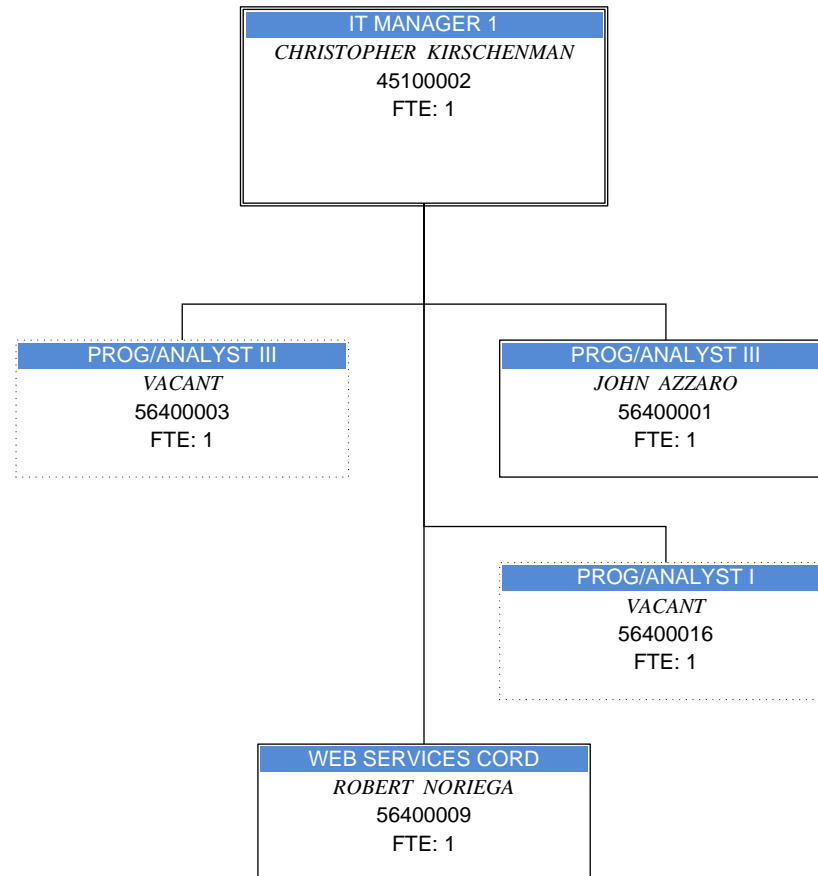 IT MANAGER 1
CHRISTOPHER KIRSCHENMAN
45100002
FTE: 1
PROG/ANALYST III
VACANT
56400003
FTE: 1
PROG/ANALYST III
JOHN AZZARO
56400001
FTE: 1
PROG/ANALYST I
VACANT
56400016
FTE: 1
WEB SERVICES CORD
ROBERT NORIEGA
56400009
FTE: 1